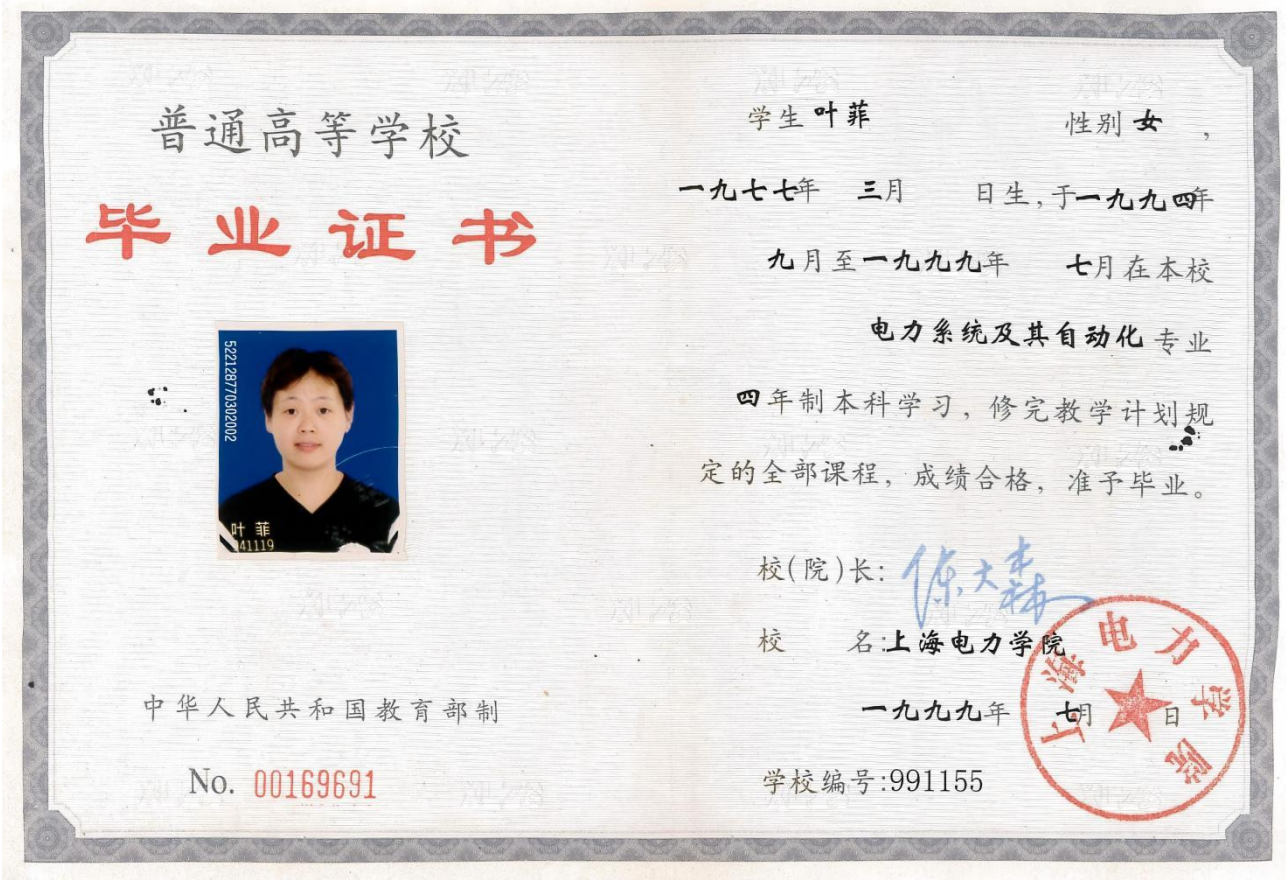 普通高等学校
毕业证书
522128770302002
叶 菲
41119
中华人民共和国教育部制
No. 00169691
学生 叶菲 性别 女 ，
一九七七年 三月 日生，于一九九四年
九月至一九九九年 七月在本校
电力系统及其自动化 专业
四年制本科学习，修完教学计划规
定的全部课程，成绩合格，准予毕业。
校(院)长：
校 名:上海电力学院
一九九九年 七月 日
学校编号:991155
上海电力学院